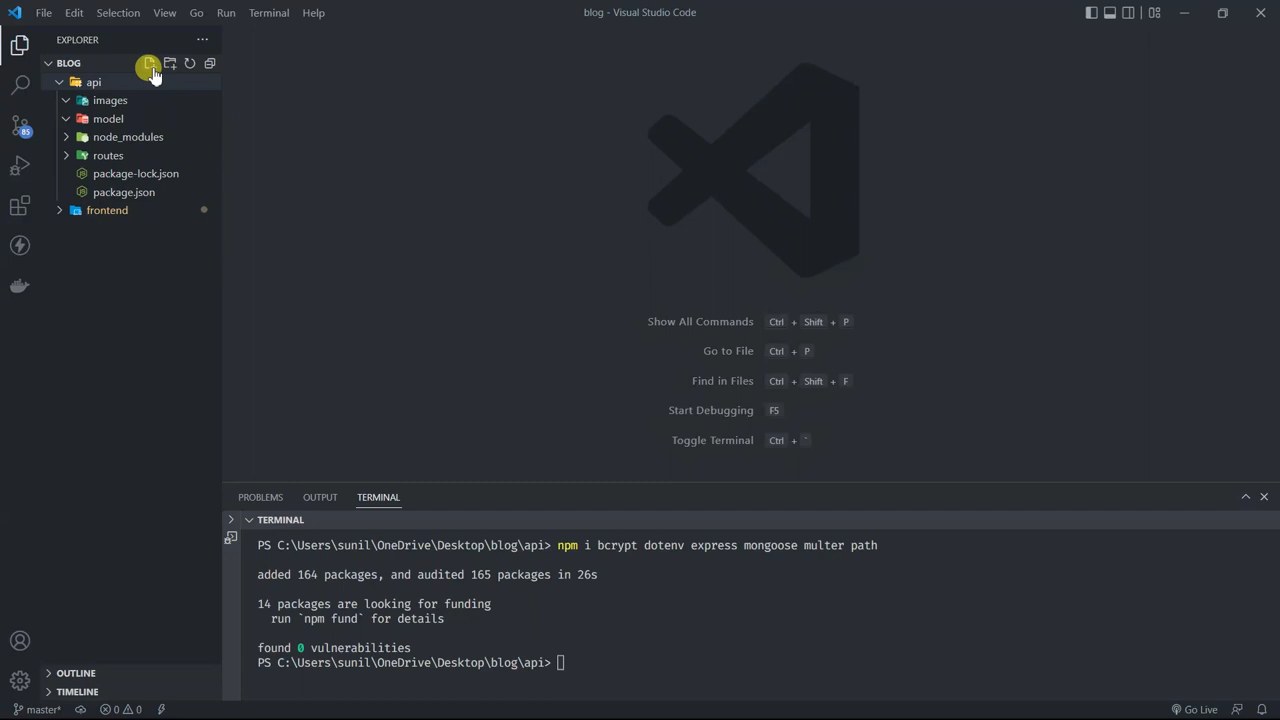 File Edit Selection View Go Run Terminal Help
blog - Visual Studio Code
EXPLORER
BLOG
api
images
model
node_modules
routes
package-lock.json
package.json
frontend
85
Show All Commands Ctrl + Shift + P
Go to File Ctrl + P
Find in Files Ctrl + Shift + F
Start Debugging F5
Toggle Terminal Ctrl + `
PROBLEMS OUTPUT TERMINAL
TERMINAL
PS C:\Users\sunil\OneDrive\Desktop\blog\api> npm i bcrypt dotenv express mongoose multer path
added 164 packages, and audited 165 packages in 26s
14 packages are looking for funding
run `npm fund` for details
found 0 vulnerabilities
PS C:\Users\sunil\OneDrive\Desktop\blog\api>
OUTLINE
TIMELINE
master* 0 0 Go Live